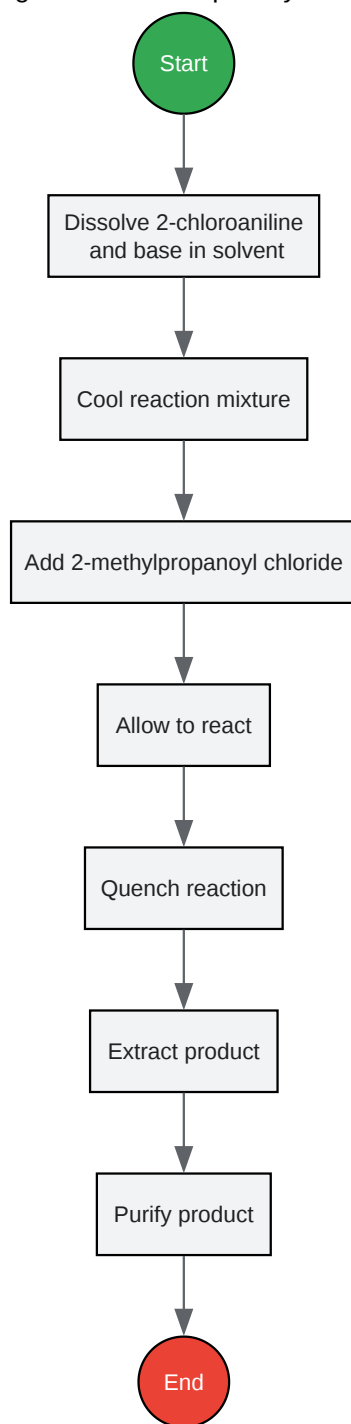 Start
Dissolve 2-chloroaniline
and base in solvent
Cool reaction mixture
Add 2-methylpropanoyl chloride
Allow to react
Quench reaction
Extract product
Purify product
End